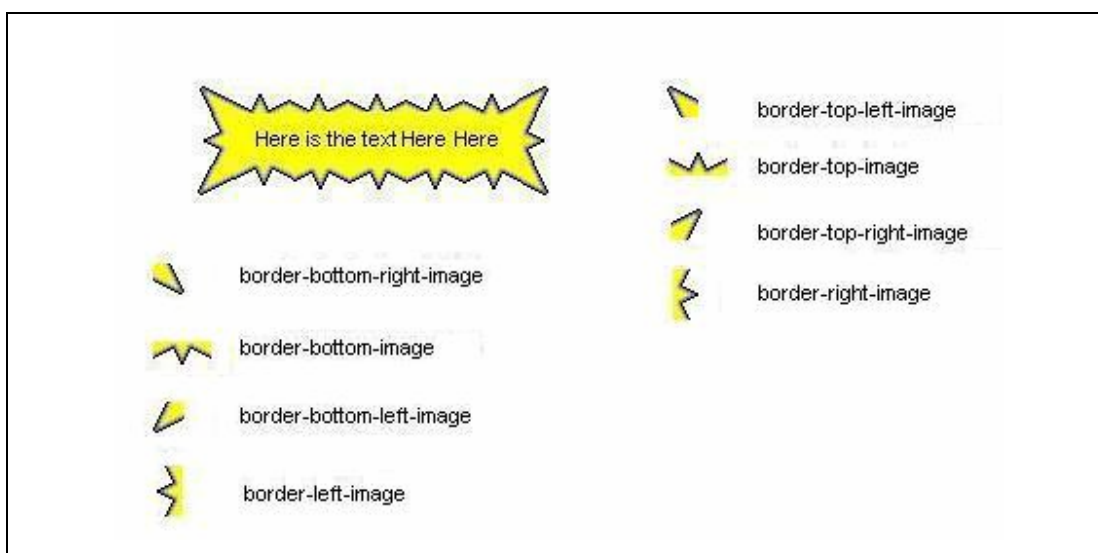 Here is the text Here Here
border-top-left-image
border-top-image
border-top-right-image
border-right-image
border-bottom-right-image
border-bottom-image
border-bottom-left-image
border-left-image